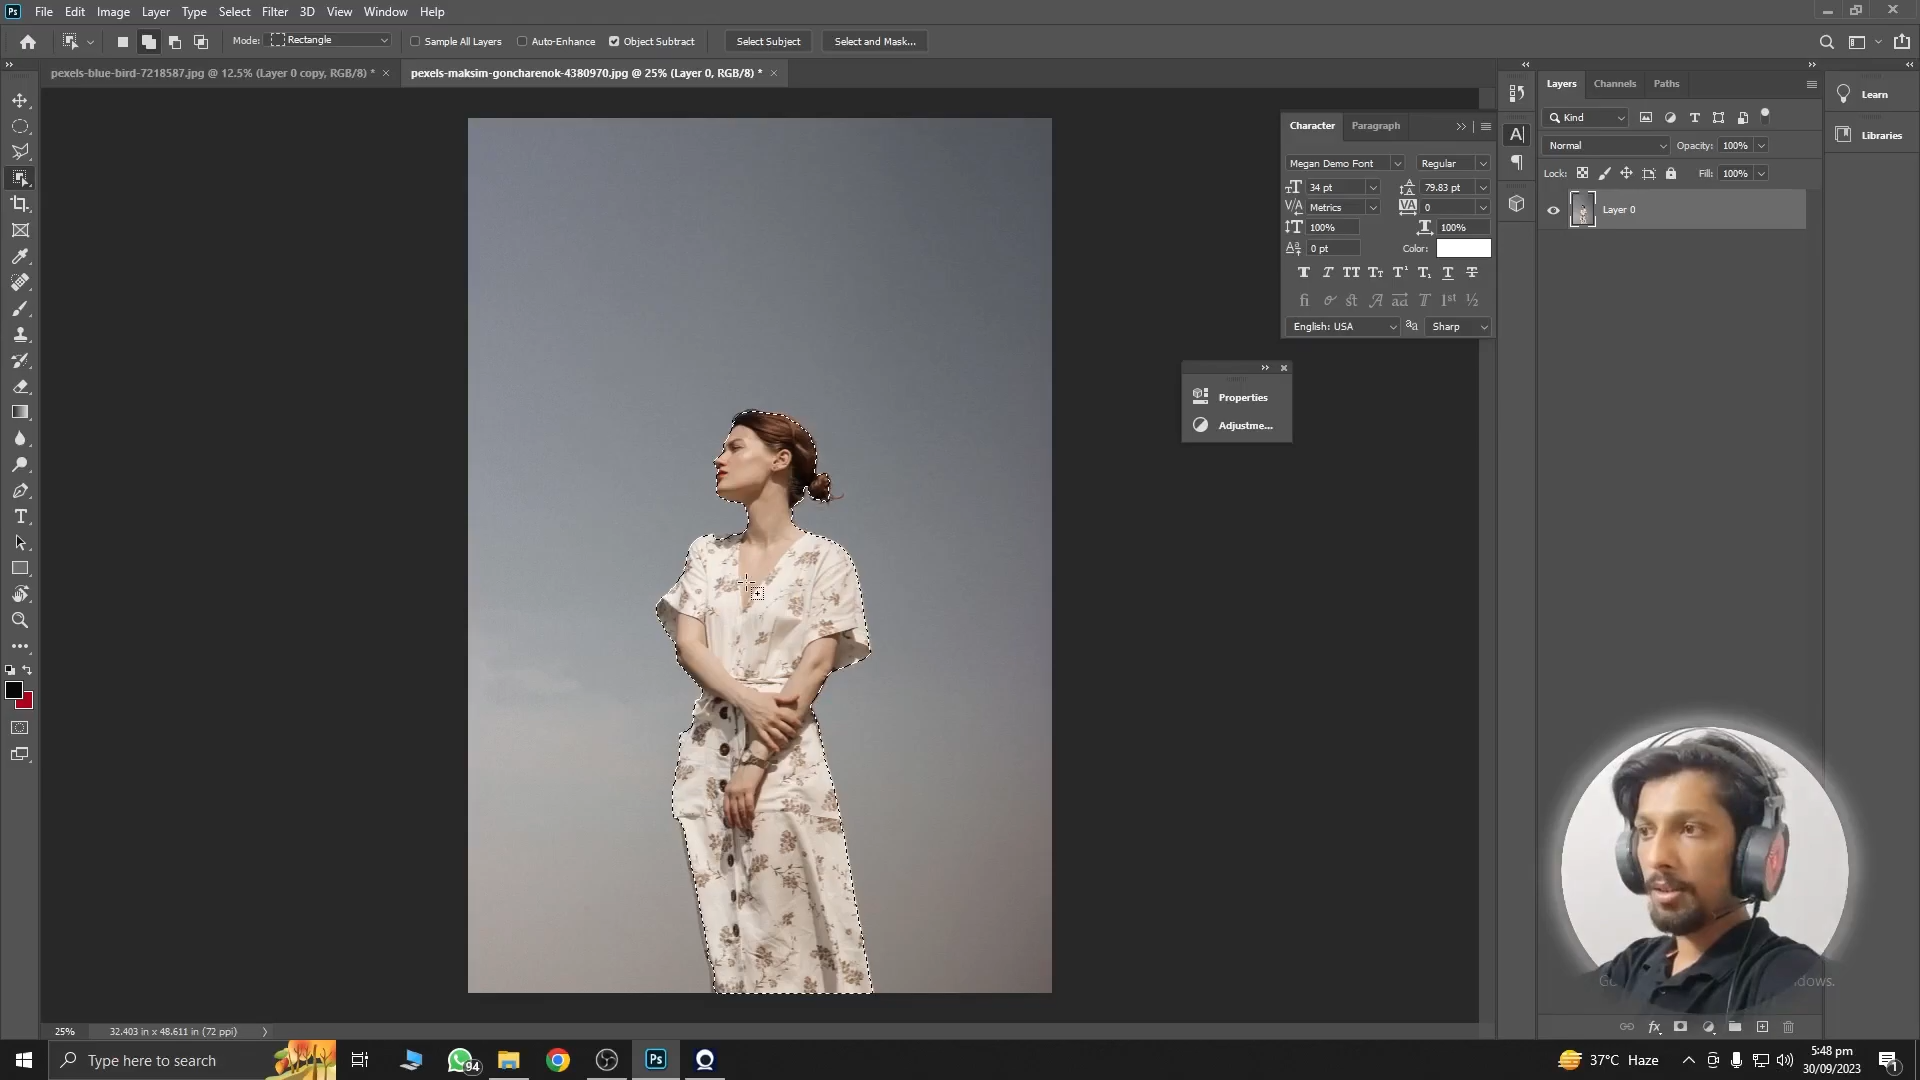 Ps File Edit Image Layer Type Select Filter 3D View Window Help
Mode: Rectangle Sample All Layers Auto-Enhance Object Subtract Select Subject Select and Mask...
pexels-blue-bird-7218587.jpg @ 12.5% (Layer 0 copy, RGB/8) * × pexels-maksim-goncharenok-4380970.jpg @ 25% (Layer 0, RGB/8) * ×
Layers Channels Paths
Learn
Kind
Libraries
Normal Opacity: 100%
Lock: Fill: 100%
Layer 0
Character Paragraph
Megan Demo Font Regular
34 pt 79.83 pt
Metrics 0
100% 100%
0 pt Color:
English: USA Sharp
Properties
Adjustme...
25% 32.403 in x 48.611 in (72 ppi)
Type here to search
94
Ps
37°C Haze
5:48 pm
30/09/2023
1